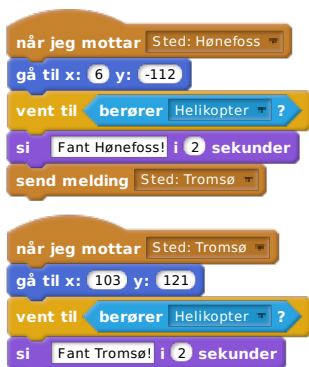 når jeg mottar Sted: Hønefoss
gå til x: 6 y: -112
vent til berører Helikopter ?
si Fant Hønefoss! i 2 sekunder
send melding Sted: Tromsø
når jeg mottar Sted: Tromsø
gå til x: 103 y: 121
vent til berører Helikopter ?
si Fant Tromsø! i 2 sekunder